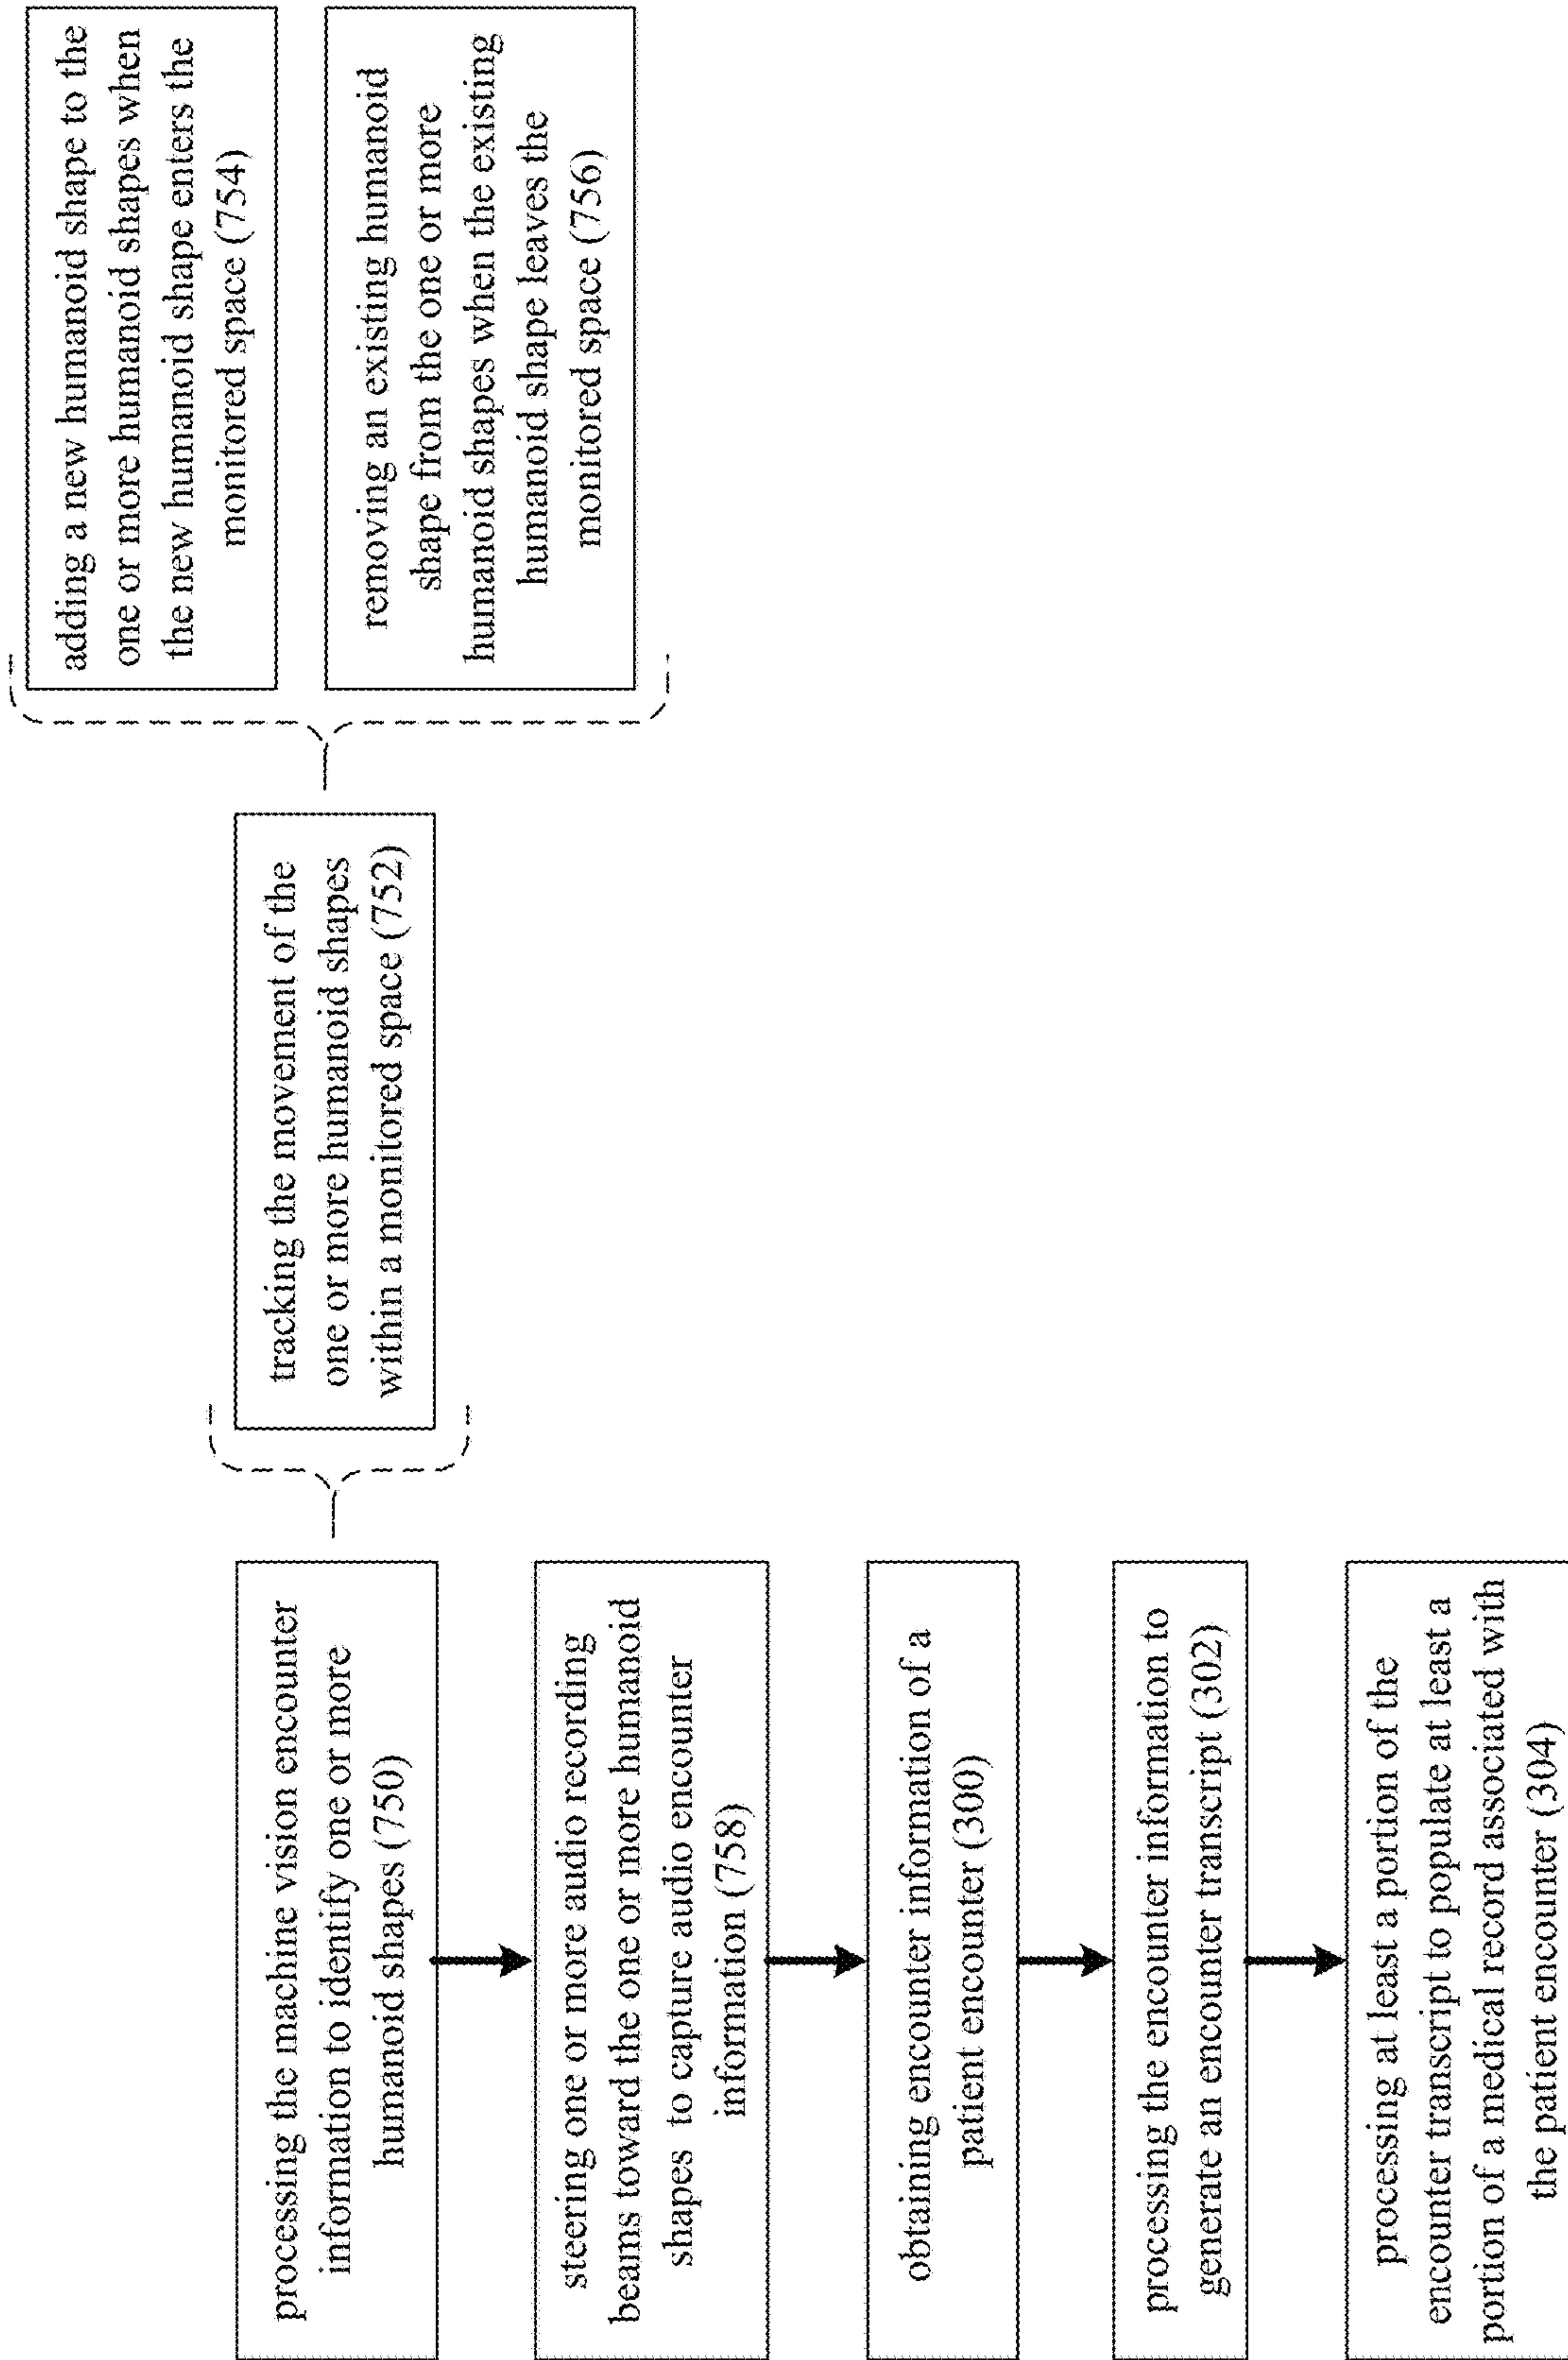 processing the machine vision encounter
information to identify one or more
humanoid shapes (750)
tracking the movement of the
one or more humanoid shapes
within a monitored space (752)
adding a new humanoid shape to the
one or more humanoid shapes when
the new humanoid shape enters the
monitored space (754)
removing an existing humanoid
shape from the one or more
humanoid shapes when the existing
humanoid shape leaves the
monitored space (756)
steering one or more audio recording
beams toward the one or more humanoid
shapes to capture audio encounter
information (758)
obtaining encounter information of a
patient encounter (300)
processing the encounter information to
generate an encounter transcript (302)
processing at least a portion of the
encounter transcript to populate at least a
portion of a medical record associated with
the patient encounter (304)